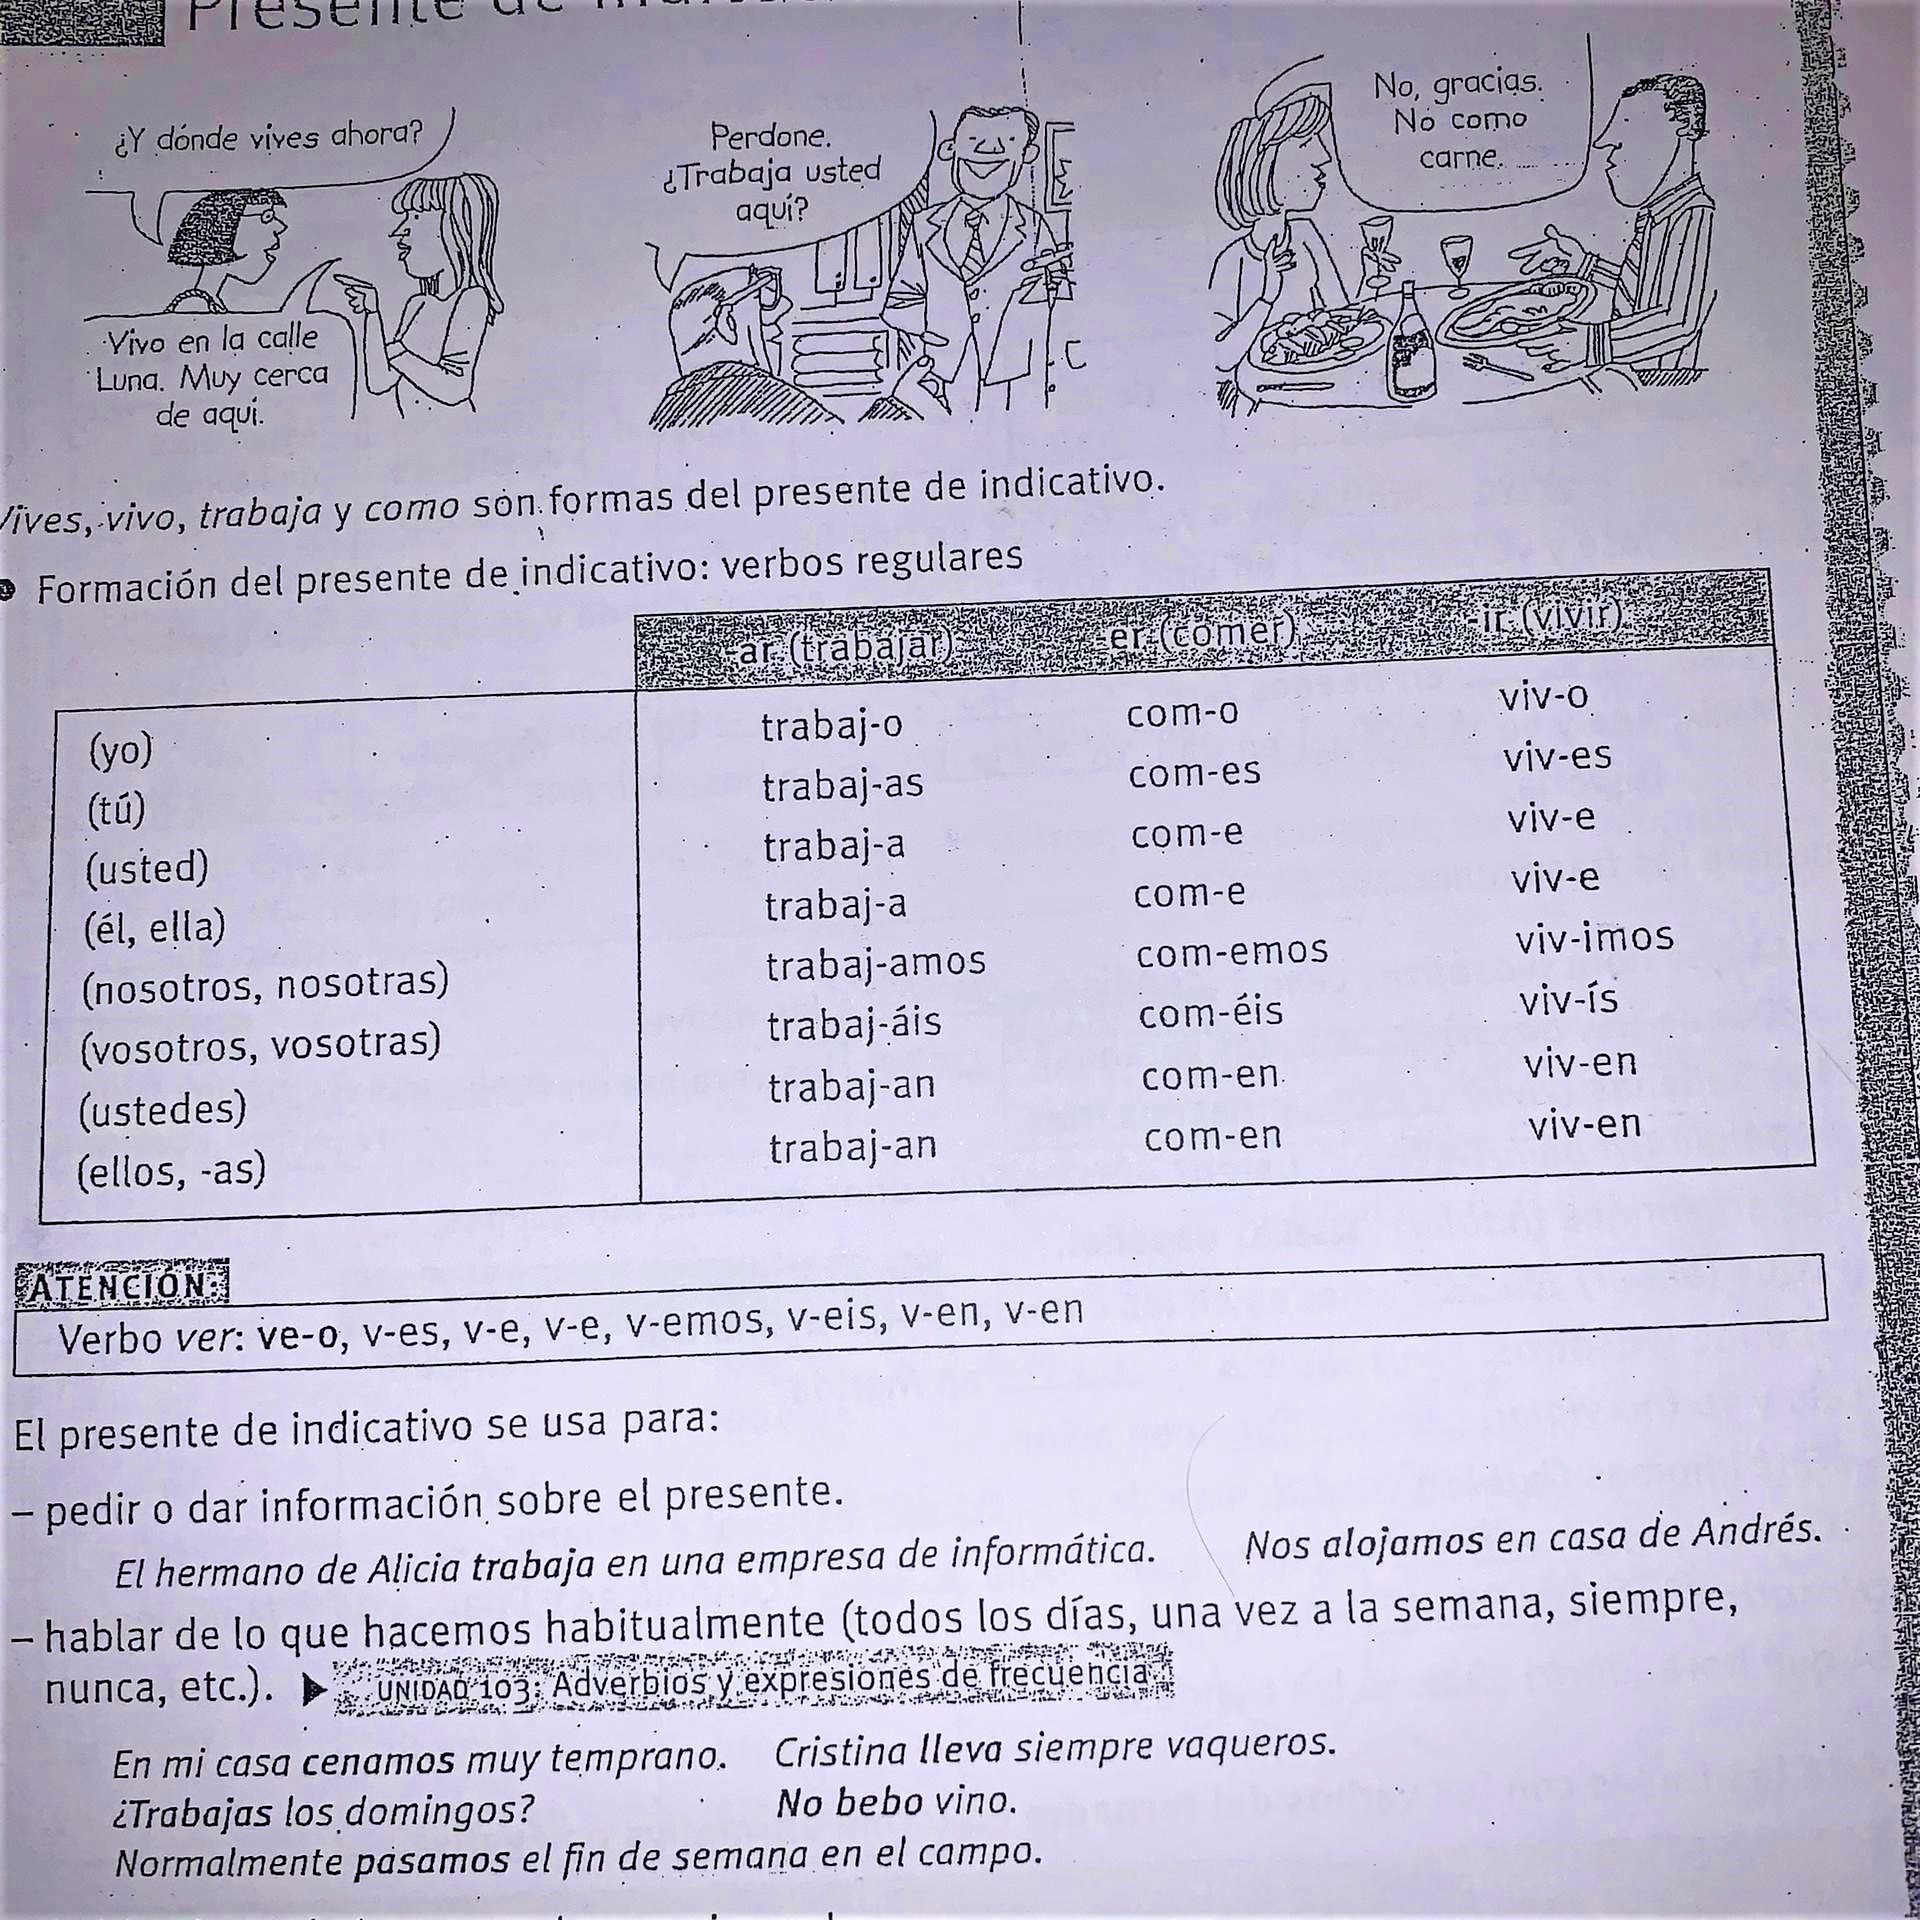 Presente de
¿Y dónde vives ahora?
Vivo en la calle
Luna. Muy cerca
de aquí.
Perdone.
¿Trabaja usted
aquí?
No, gracias.
No como
carne.
Vives, vivo, trabaja y como son formas del presente de indicativo.
Formación del presente de indicativo: verbos regulares
-ar (trabajar) -er (comer) -ir (vivir)
(yo) trabaj-o com-o viv-o
(tú) trabaj-as com-es viv-es
(usted) trabaj-a com-e viv-e
(él, ella) trabaj-a com-e viv-e
(nosotros, nosotras) trabaj-amos com-emos viv-imos
(vosotros, vosotras) trabaj-áis com-éis viv-ís
(ustedes) trabaj-an com-en viv-en
(ellos, -as) trabaj-an com-en viv-en
ATENCIÓN:
Verbo ver: ve-o, v-es, v-e, v-e, v-emos, v-eis, v-en, v-en
El presente de indicativo se usa para:
– pedir o dar información sobre el presente.
El hermano de Alicia trabaja en una empresa de informática. Nos alojamos en casa de Andrés.
– hablar de lo que hacemos habitualmente (todos los días, una vez a la semana, siempre,
nunca, etc.). ▶ UNIDAD 103: Adverbios y expresiones de frecuencia
En mi casa cenamos muy temprano. Cristina lleva siempre vaqueros.
¿Trabajas los domingos? No bebo vino.
Normalmente pasamos el fin de semana en el campo.